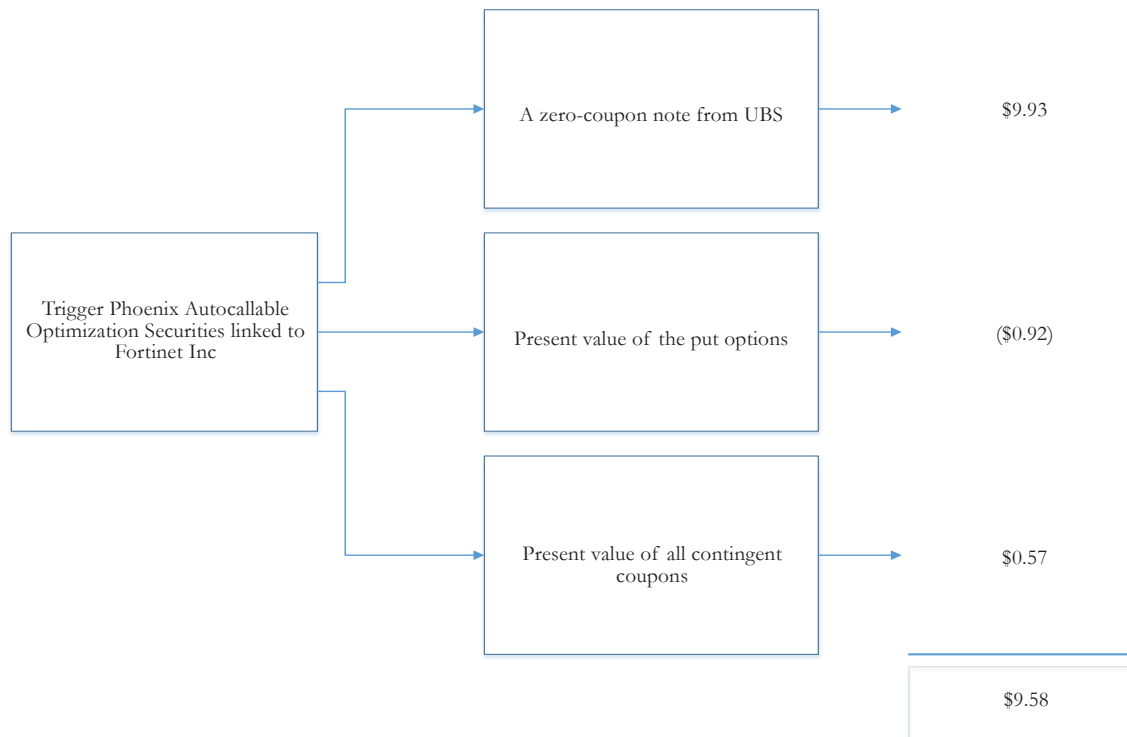 A zero-coupon note from UBS
$9.93
Trigger Phoenix Autocallable
Optimization Securities linked to
Fortinet Inc
Present value of the put options
($0.92)
Present value of all contingent
coupons
$0.57
$9.58